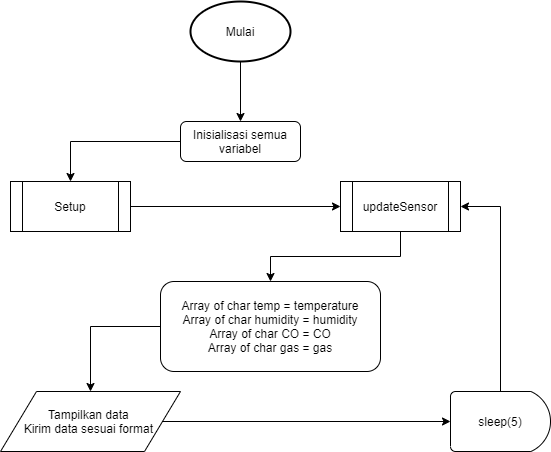 Mulai
Inisialisasi semua
variabel
Setup
updateSensor
Array of char temp = temperature
Array of char humidity = humidity
Array of char CO = CO
Array of char gas = gas
Tampilkan data
Kirim data sesuai format
sleep(5)